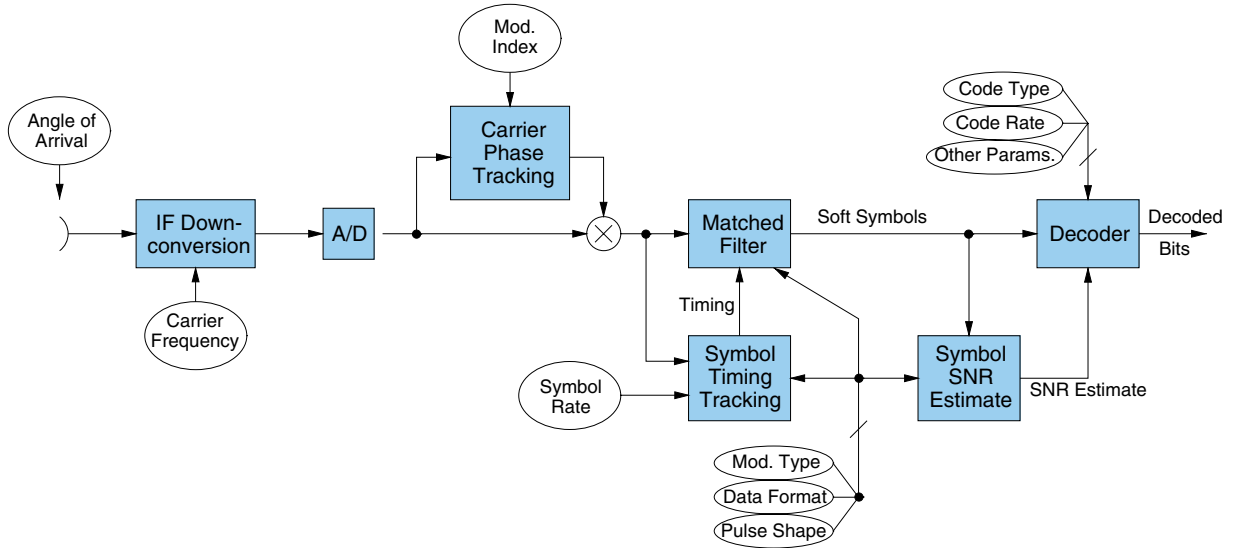 Mod.
Index
Angle of
Arrival
Carrier
Phase
Tracking
Code Type
Code Rate
Other Params.
IF Down-
conversion
A/D
Matched
Filter
Soft Symbols
Decoder
Decoded
Bits
Carrier
Frequency
Timing
Symbol
Rate
Symbol
Timing
Tracking
Symbol
SNR
Estimate
SNR Estimate
Mod. Type
Data Format
Pulse Shape